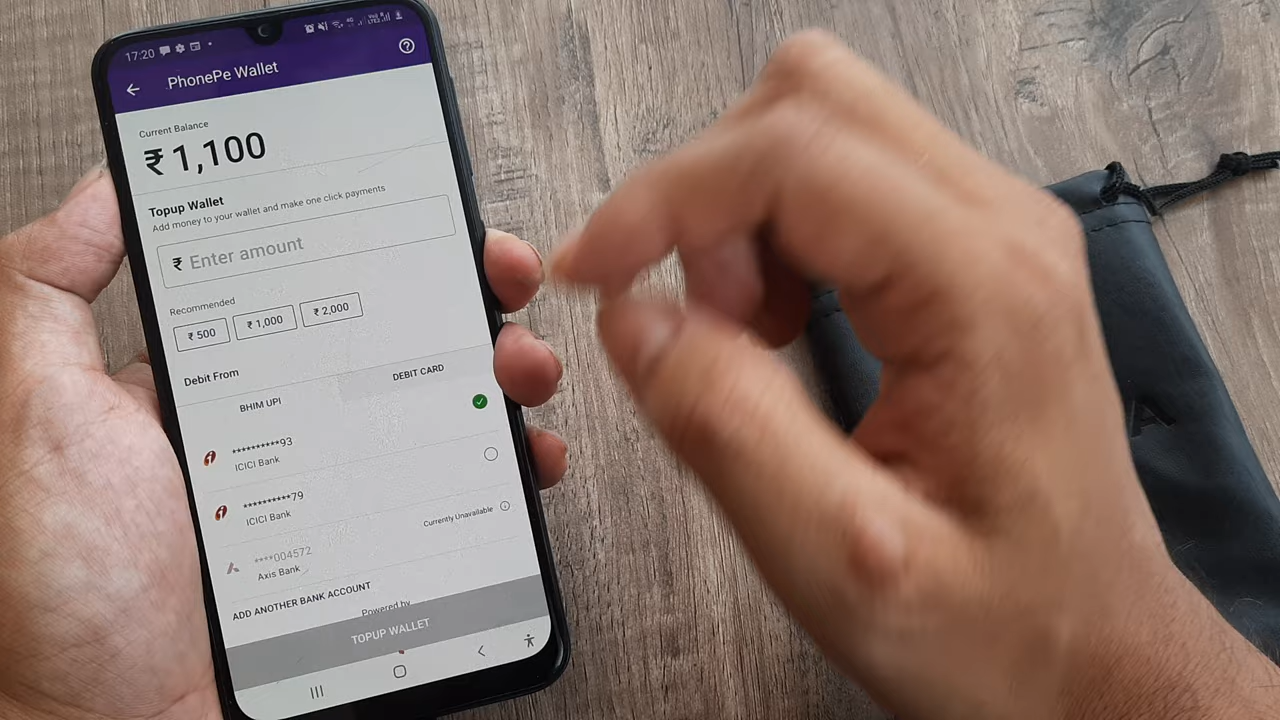 17:20
PhonePe Wallet
Current Balance
₹ 1,100
Topup Wallet
Add money to your wallet and make one click payments
₹ Enter amount
Recommended
₹ 500
₹ 1,000
₹ 2,000
Debit From
BHIM UPI
DEBIT CARD
**********93
ICICI Bank
**********79
ICICI Bank
****004572
Currently Unavailable
Axis Bank
ADD ANOTHER BANK ACCOUNT
Powered by
TOPUP WALLET